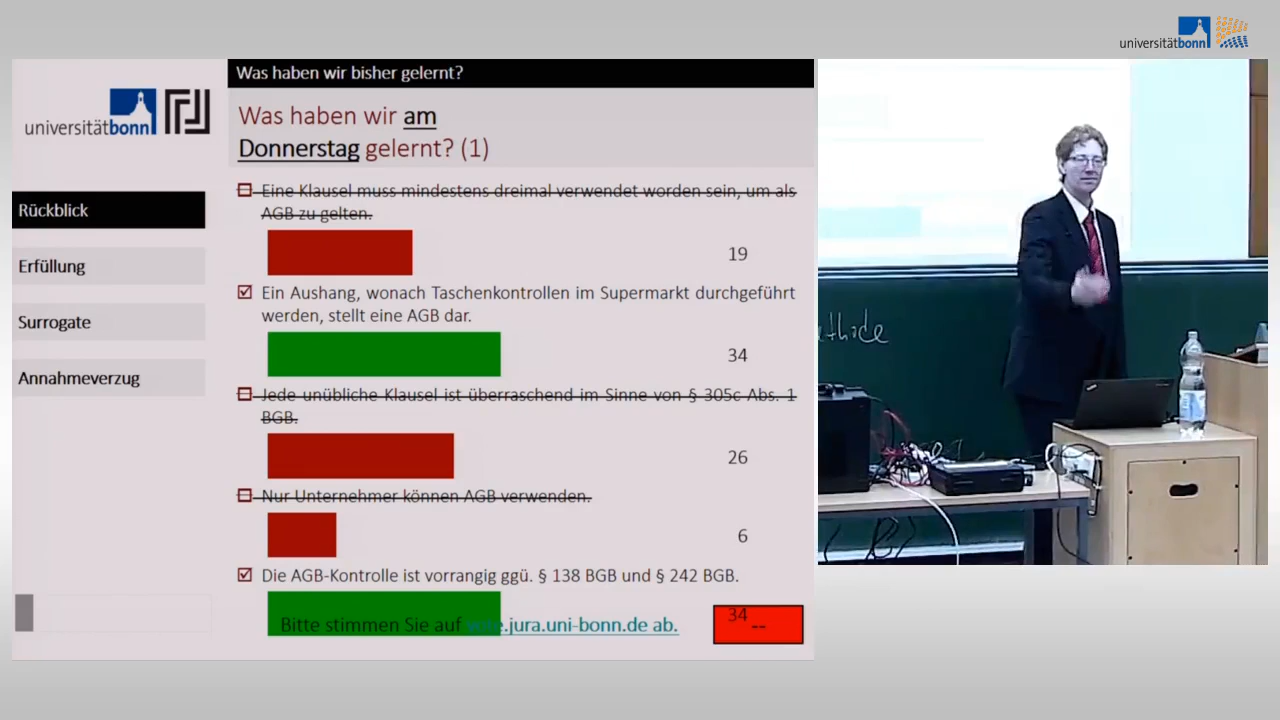 universitätbonn
Was haben wir bisher gelernt?
universitätbonn
Was haben wir am
Donnerstag gelernt? (1)
Rückblick
Erfüllung
Surrogate
Annahmeverzug
Eine Klausel muss mindestens dreimal verwendet worden sein, um als
AGB zu gelten.
19
Ein Aushang, wonach Taschenkontrollen im Supermarkt durchgeführt
werden, stellt eine AGB dar.
34
Jede unübliche Klausel ist überraschend im Sinne von § 305c Abs. 1
BGB.
26
Nur Unternehmer können AGB verwenden.
6
Die AGB-Kontrolle ist vorrangig ggü. § 138 BGB und § 242 BGB.
34
Bitte stimmen Sie auf vote.jura.uni-bonn.de ab.
--